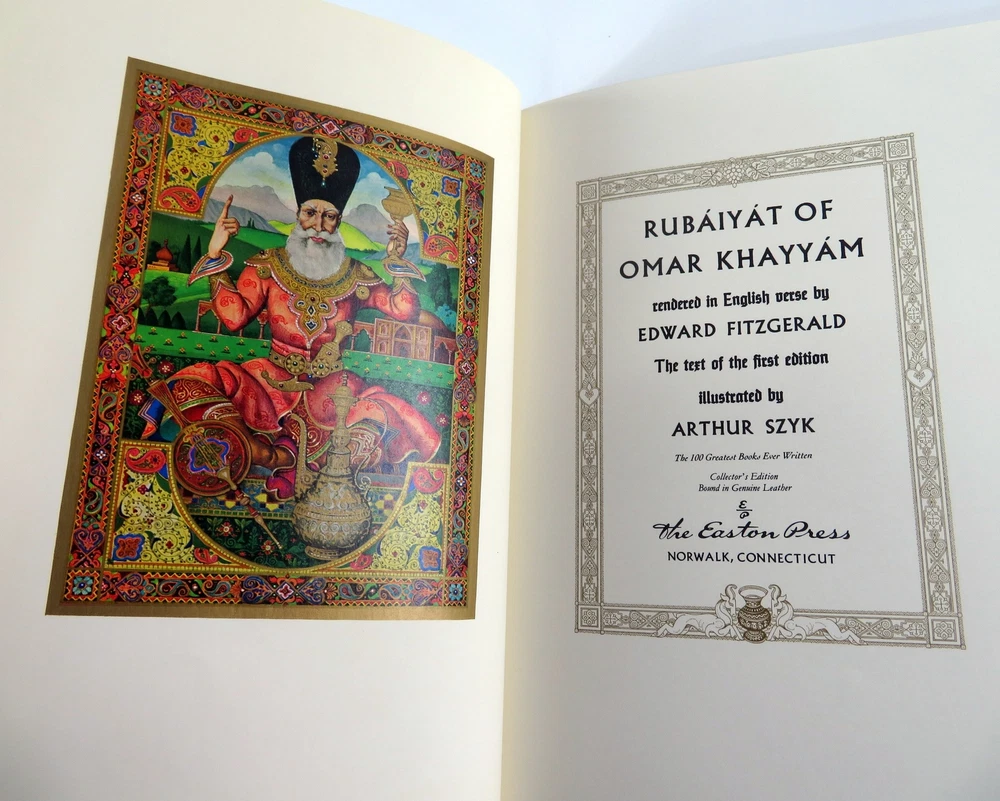 RUBÁIYÁT OF
OMAR KHAYYÁM
rendered in English verse by
EDWARD FITZGERALD
The text of the first edition
illustrated by
ARTHUR SZYK
The 100 Greatest Books Ever Written
Collector's Edition
Bound in Genuine Leather
E/P
The Easton Press
NORWALK, CONNECTICUT